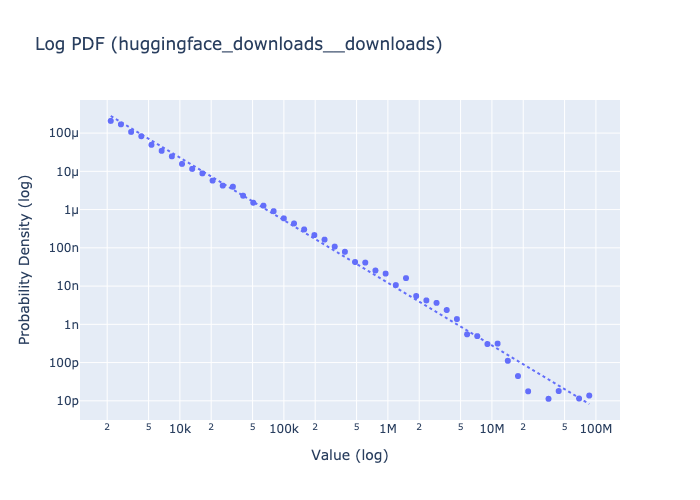 Log PDF (huggingface_downloads__downloads)
100μ
10μ
1μ
100n
10n
1n
100p
10p
Probability Density (log)
2 5 10k 2 5 100k 2 5 1M 2 5 10M 2 5 100M
Value (log)